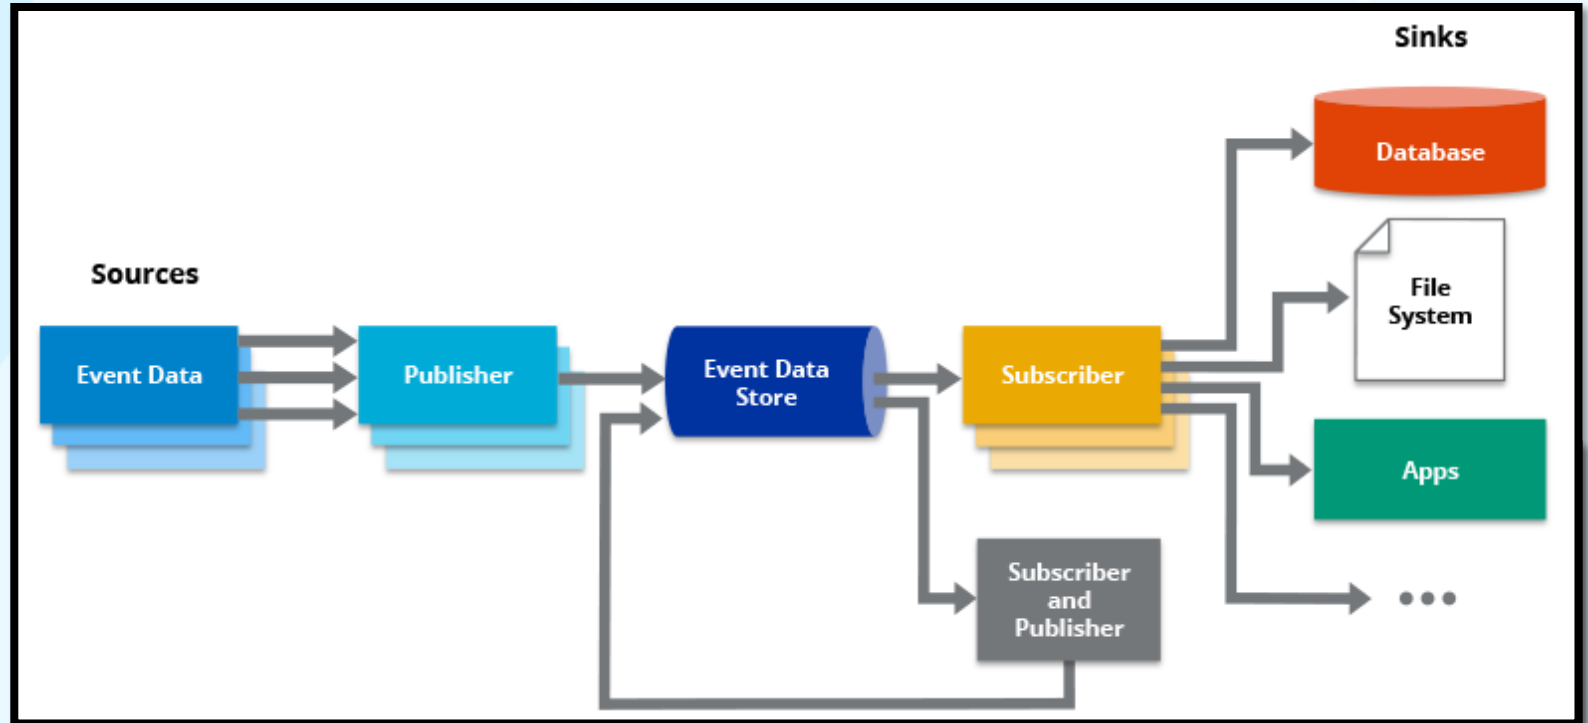 Sinks
Database
File
System
Sources
Event Data
Publisher
Event Data
Store
Subscriber
Apps
Subscriber
and
Publisher